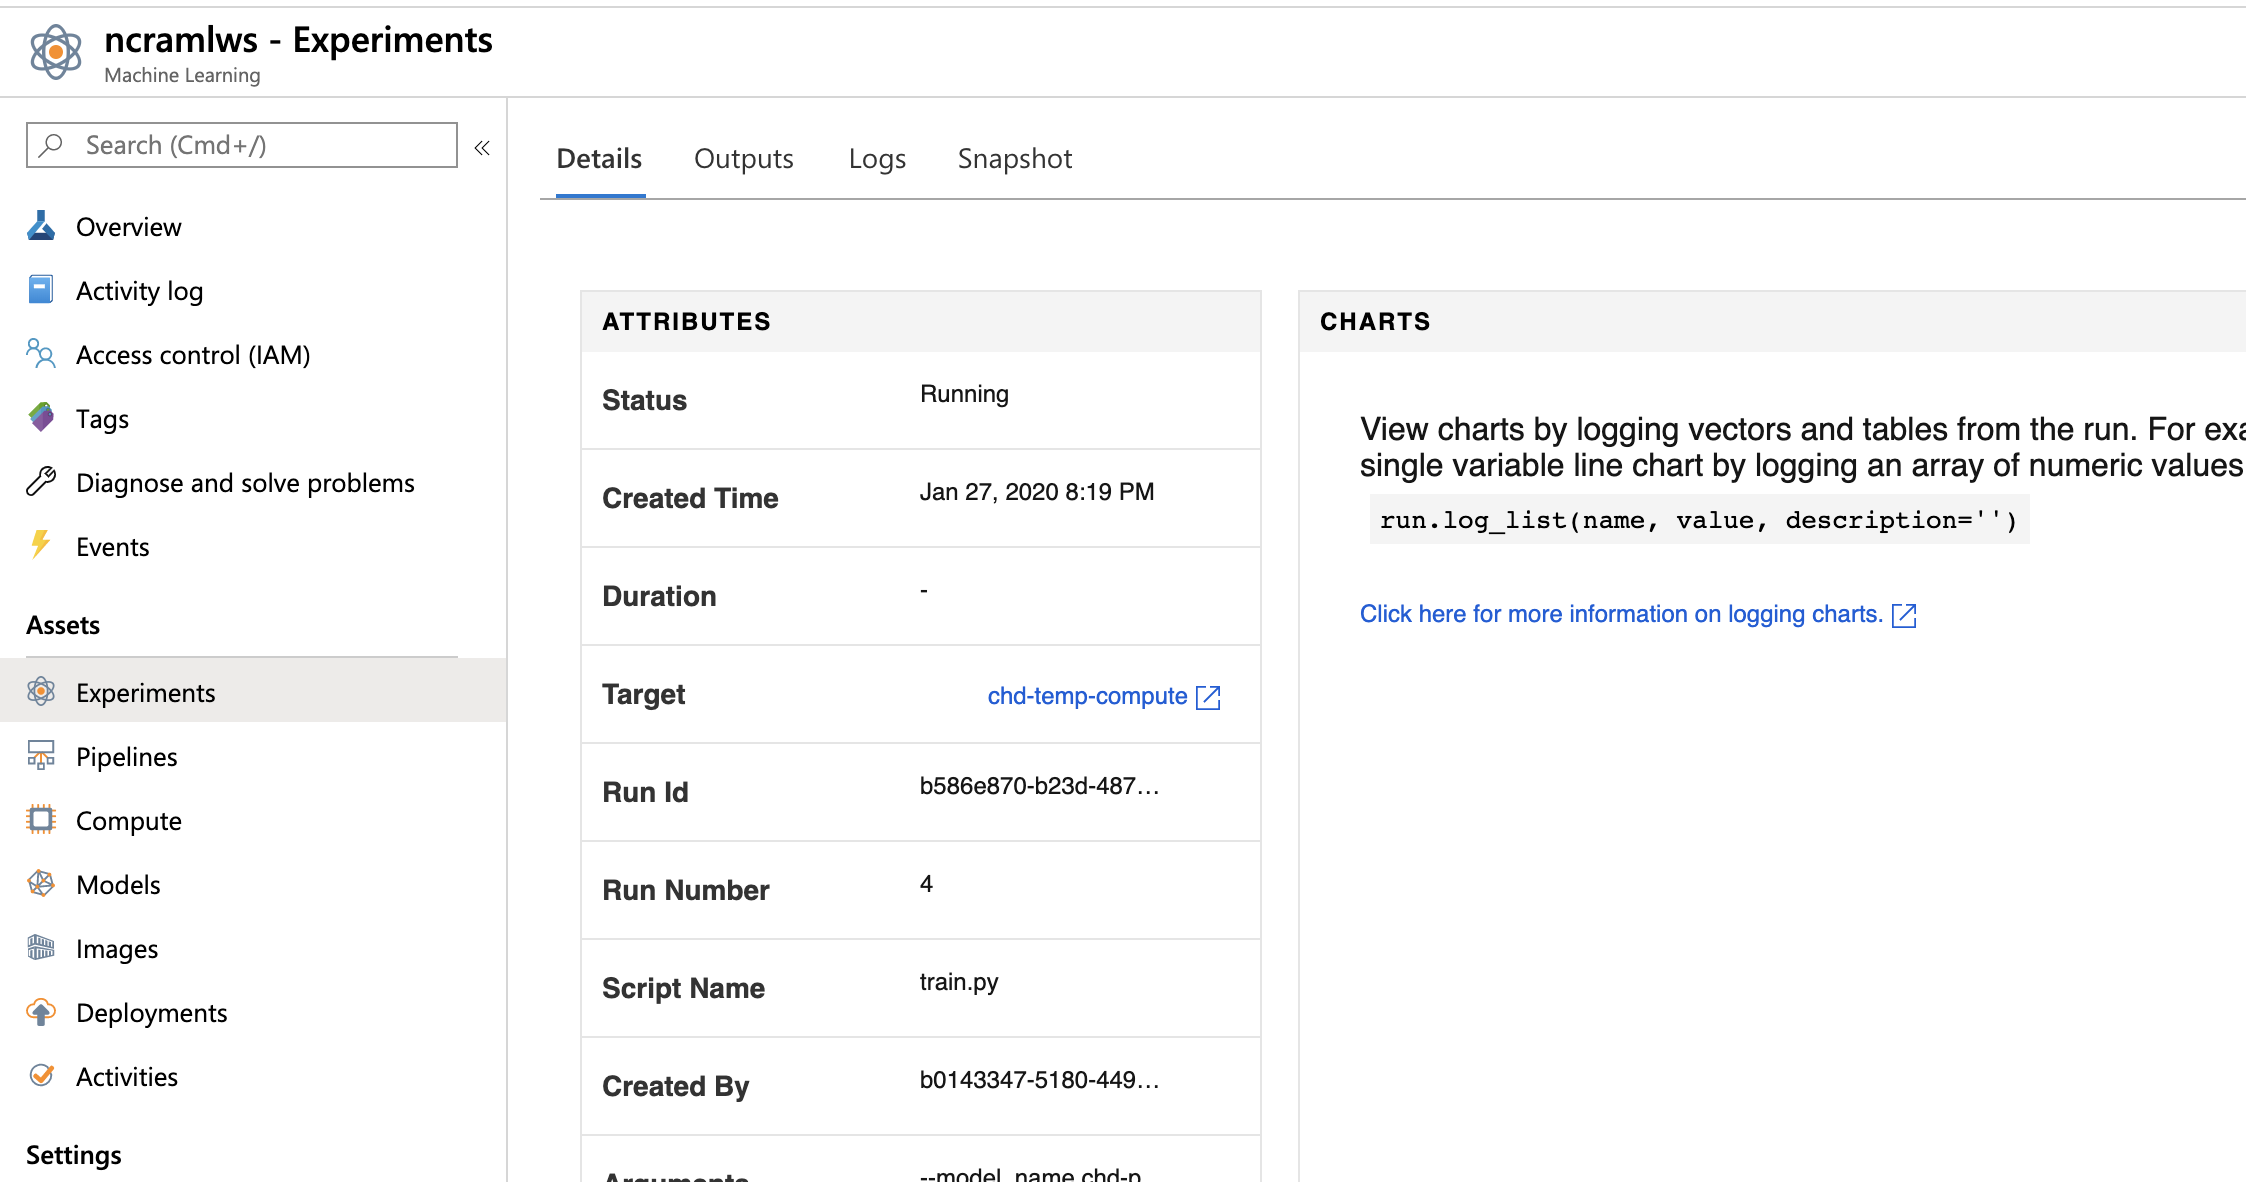 ncramlws - Experiments
Machine Learning
Search (Cmd+/)
«
Overview
Activity log
Access control (IAM)
Tags
Diagnose and solve problems
Events
Assets
Experiments
Pipelines
Compute
Models
Images
Deployments
Activities
Settings
Details Outputs Logs Snapshot
ATTRIBUTES
Status Running
Created Time Jan 27, 2020 8:19 PM
Duration -
Target chd-temp-compute
Run Id b586e870-b23d-487...
Run Number 4
Script Name train.py
Created By b0143347-5180-449...
Arguments --model_name chd-p
CHARTS
View charts by logging vectors and tables from the run. For exa
single variable line chart by logging an array of numeric values
run.log_list(name, value, description='')
Click here for more information on logging charts.